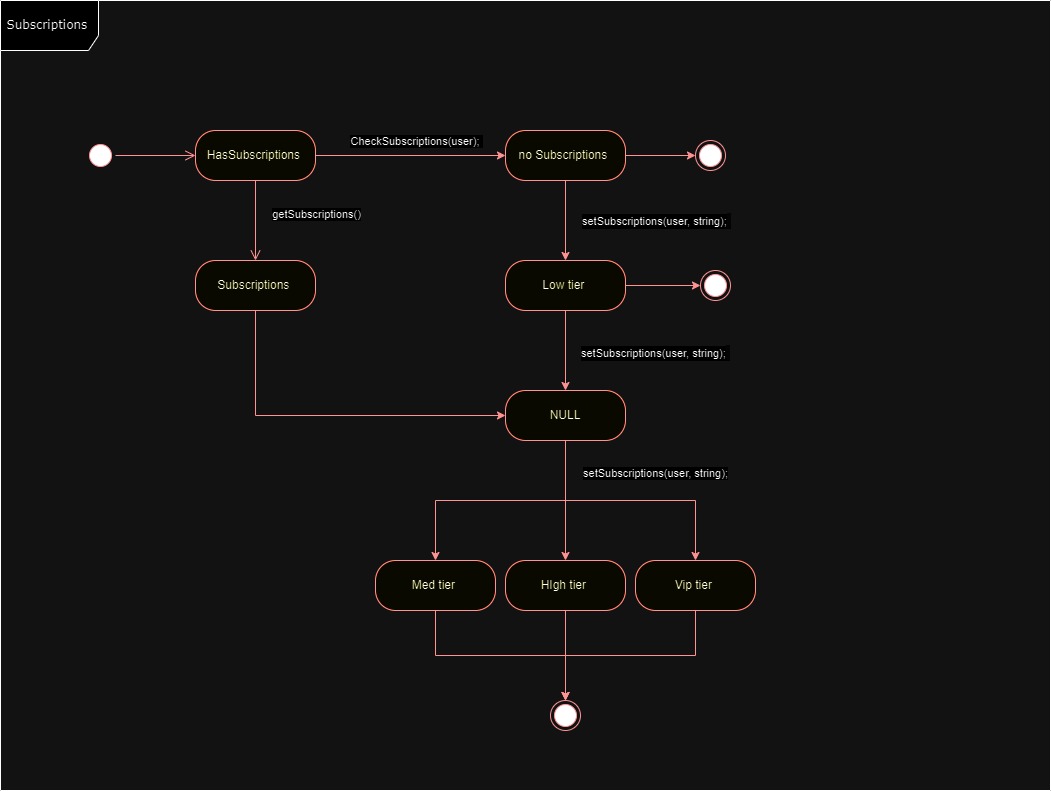 Subscriptions
CheckSubscriptions(user);
HasSubscriptions
no Subscriptions
getSubscriptions()
setSubscriptions(user, string);
Subscriptions
Low tier
setSubscriptions(user, string);
NULL
setSubscriptions(user, string);
Med tier
HIgh tier
Vip tier